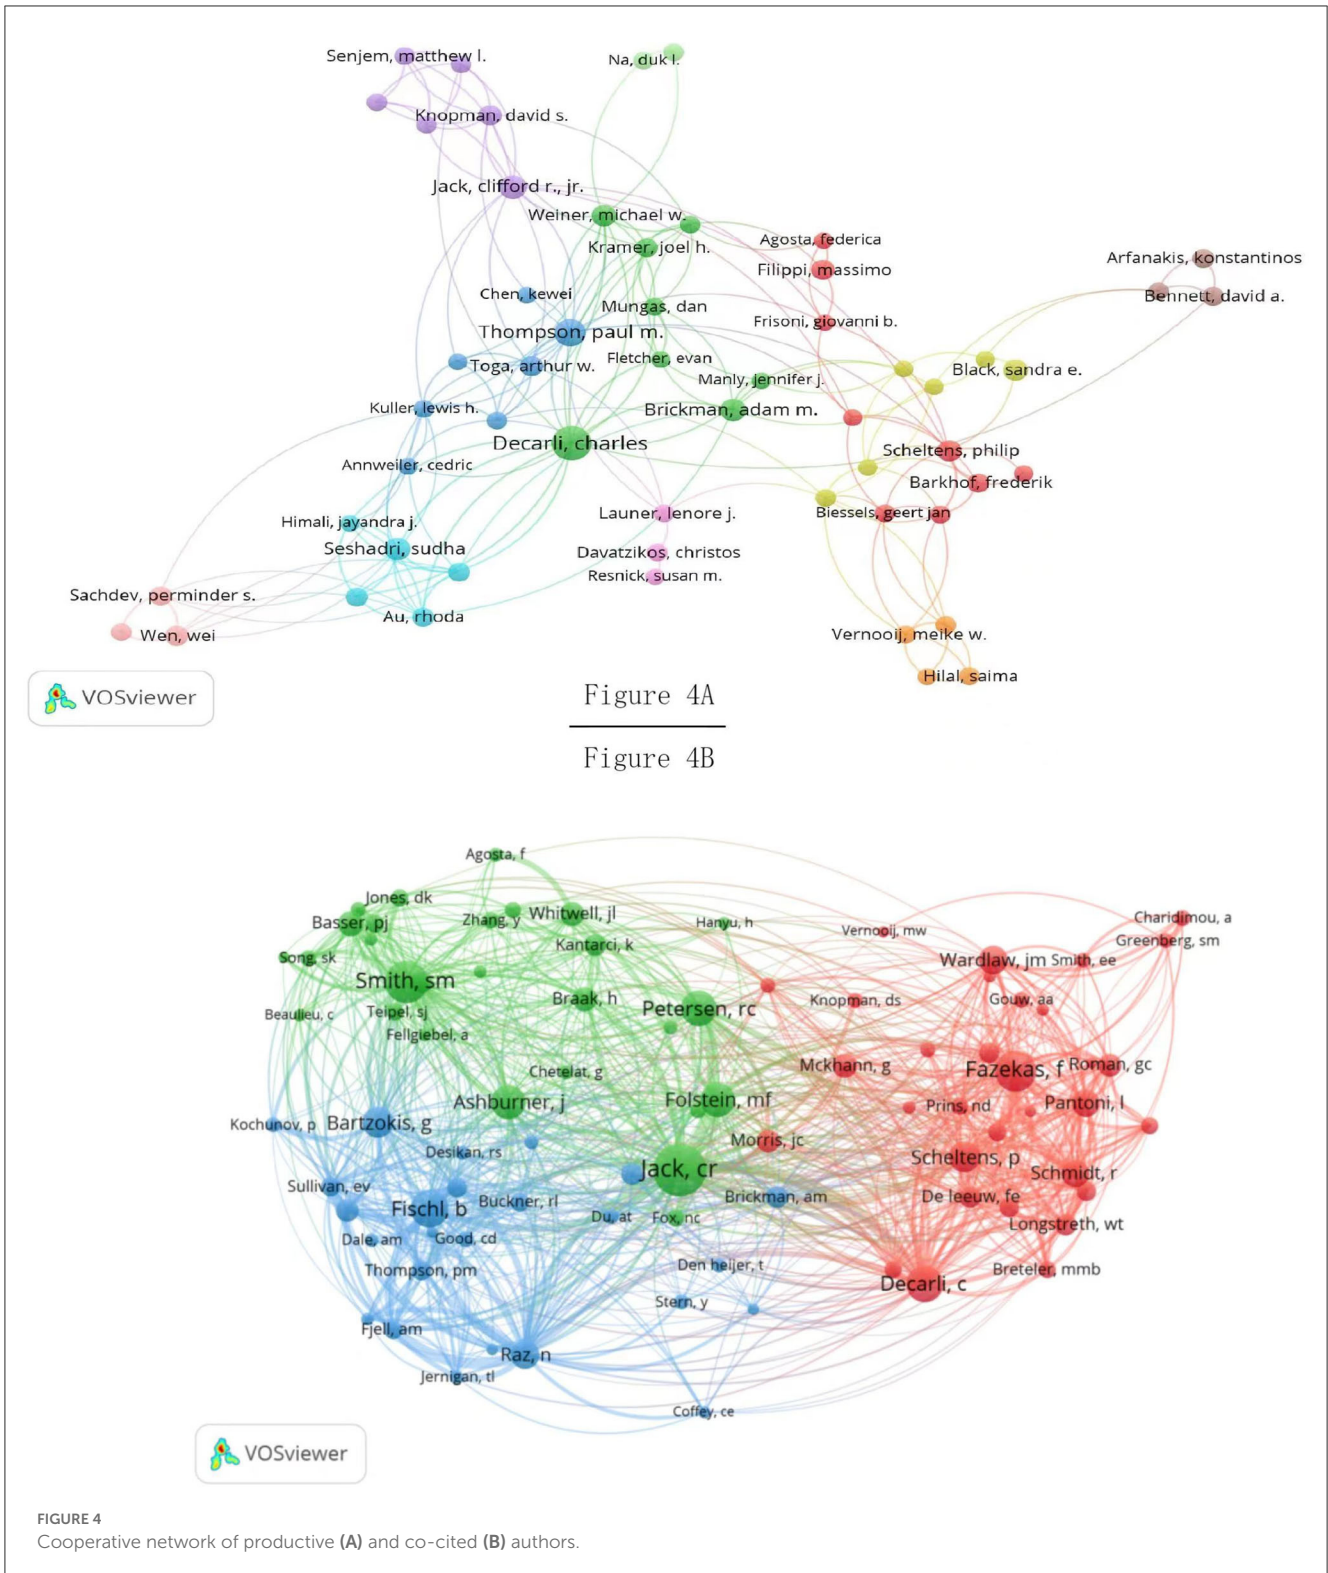 Senjem, matthew l.
Na, duk l.
Knopman, david s.
Jack, clifford r., jr.
Weiner, michael w.
Kramer, joel h.
Agosta, federica
Filippi, massimo
Arfanakis, konstantinos
Bennett, david a.
Chen, kewei
Mungas, dan
Frisoni, giovanni b.
Thompson, paul m.
Fletcher, evan
Toga, arthur w.
Manly, jennifer j.
Black, sandra e.
Kuller, lewis h.
Brickman, adam m.
Decarli, charles
Scheltens, philip
Annweiler, cedric
Barkhof, frederik
Launer, lenore j.
Biessels, geert jan
Himali, jayandra j.
Seshadri, sudha
Davatzikos, christos
Resnick, susan m.
Sachdev, perminder s.
Au, rhoda
Wen, wei
Vernooij, meike w.
Hilal, saima
VOSviewer
Figure 4A
Figure 4B
Agosta, f
Jones, dk
Basser, pj
Zhang, y
Whitwell, jl
Hanyu, h
Vernooij, mw
Charidimou, a
Greenberg, sm
Kantarci, k
Song, sk
Wardlaw, jm
Smith, ee
Smith, sm
Braak, h
Petersen, rc
Knopman, ds
Gouw, aa
Beaulieu, c
Teipel, sj
Fellgiebel, a
Chetelat, g
Mckhann, g
Fazekas, f
Roman, gc
Ashburner, j
Folstein, mf
Prins, nd
Pantoni, l
Kochunov, p
Bartzokis, g
Desikan, rs
Morris, jc
Jack, cr
Scheltens, p
Schmidt, r
Sullivan, ev
Buckner, rl
Brickman, am
De leeuw, fe
Fischl, b
Du, at
Fox, nc
Longstreth, wt
Dale, am
Good, cd
Thompson, pm
Den heijer, t
Decarli, c
Breteler, mmb
Stern, y
Fjell, am
Raz, n
Jernigan, tl
Coffey, ce
VOSviewer
FIGURE 4
Cooperative network of productive (A) and co-cited (B) authors.